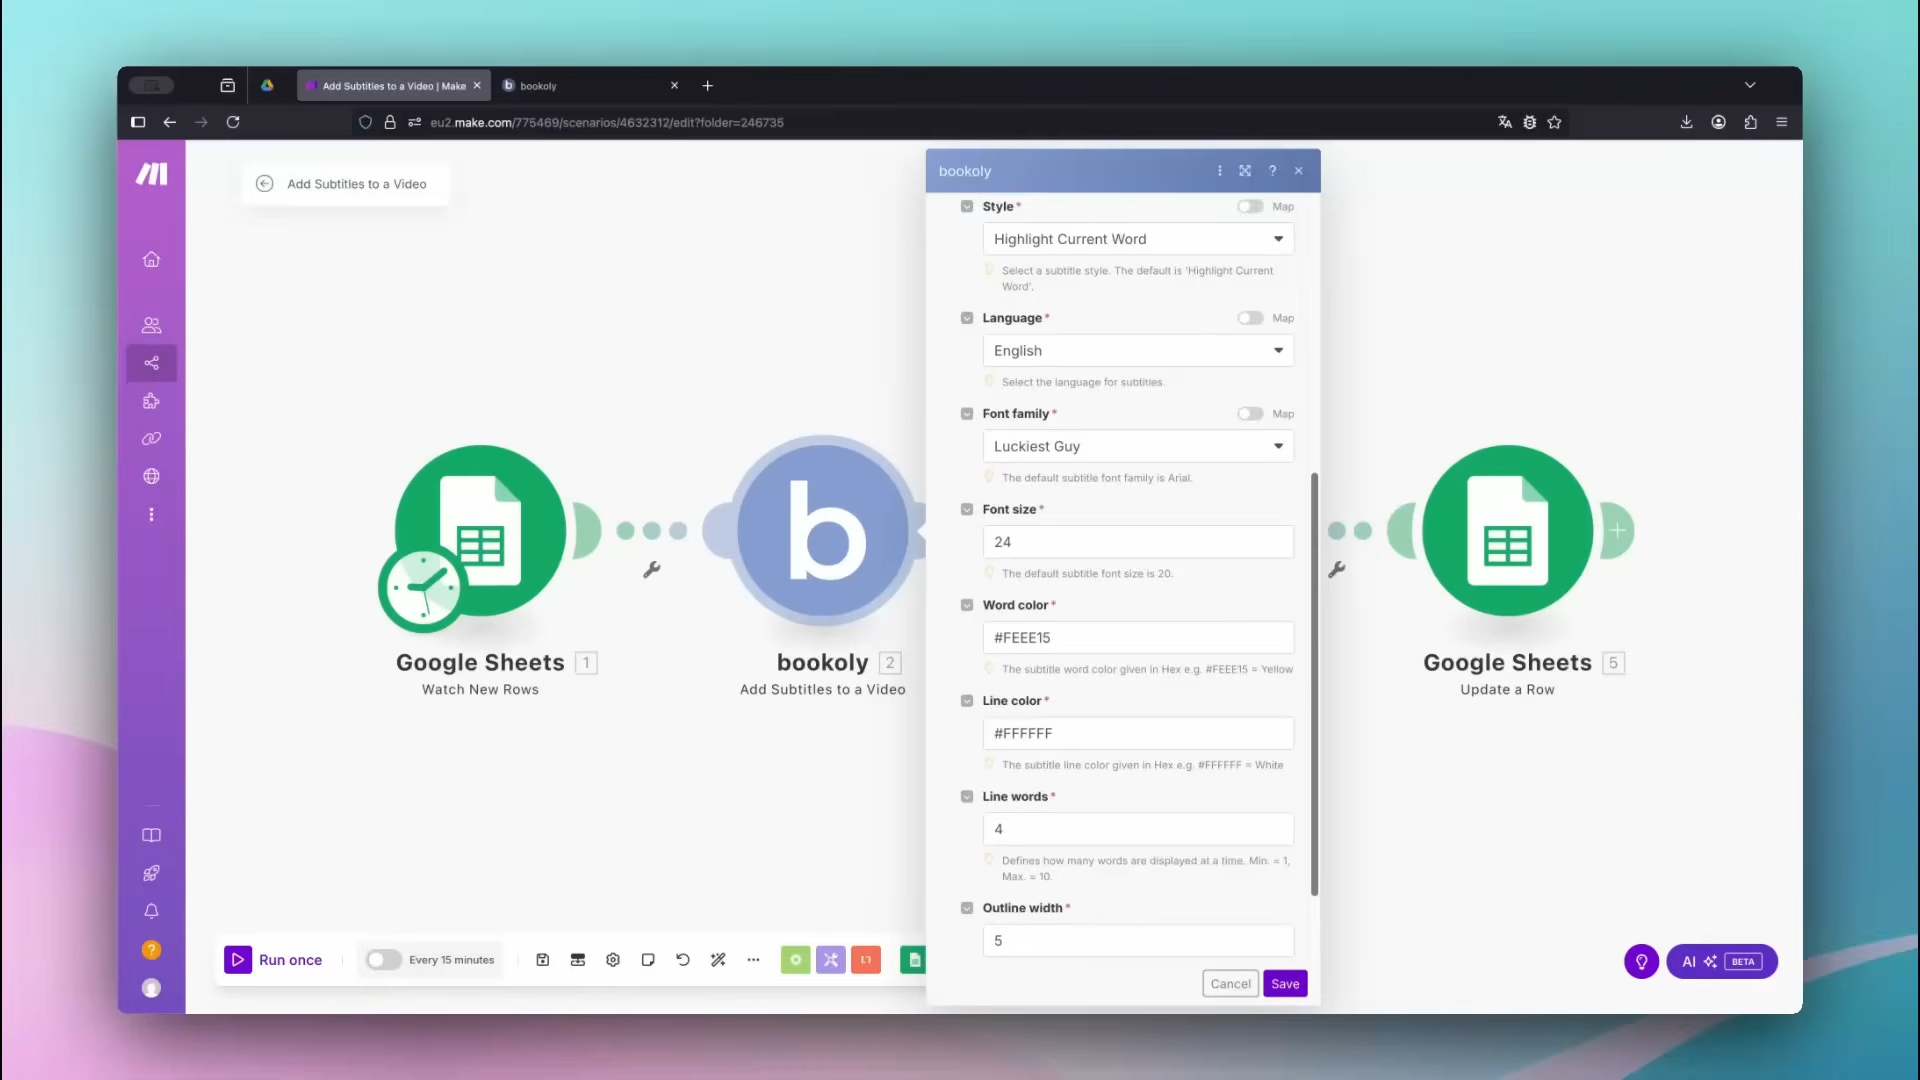 Add Subtitles to a Video | Make
bookoly
eu2.make.com/775469/scenarios/4632312/edit?folder=246735
Add Subtitles to a Video
bookoly
Style*
Map
Highlight Current Word
Select a subtitle style. The default is 'Highlight Current
Word'.
Language*
Map
English
Select the language for subtitles.
Font family*
Map
Luckiest Guy
The default subtitle font family is Arial.
Font size*
24
The default subtitle font size is 20.
Word color*
#FEEE15
The subtitle word color given in Hex e.g. #FEEE15 = Yellow
Line color*
#FFFFFF
The subtitle line color given in Hex e.g. #FFFFFF = White
Line words*
4
Defines how many words are displayed at a time. Min. = 1,
Max. = 10.
Outline width*
5
Cancel
Save
b
Google Sheets 1
Watch New Rows
bookoly 2
Add Subtitles to a Video
Google Sheets 5
Update a Row
Run once
Every 15 minutes
AI
BETA